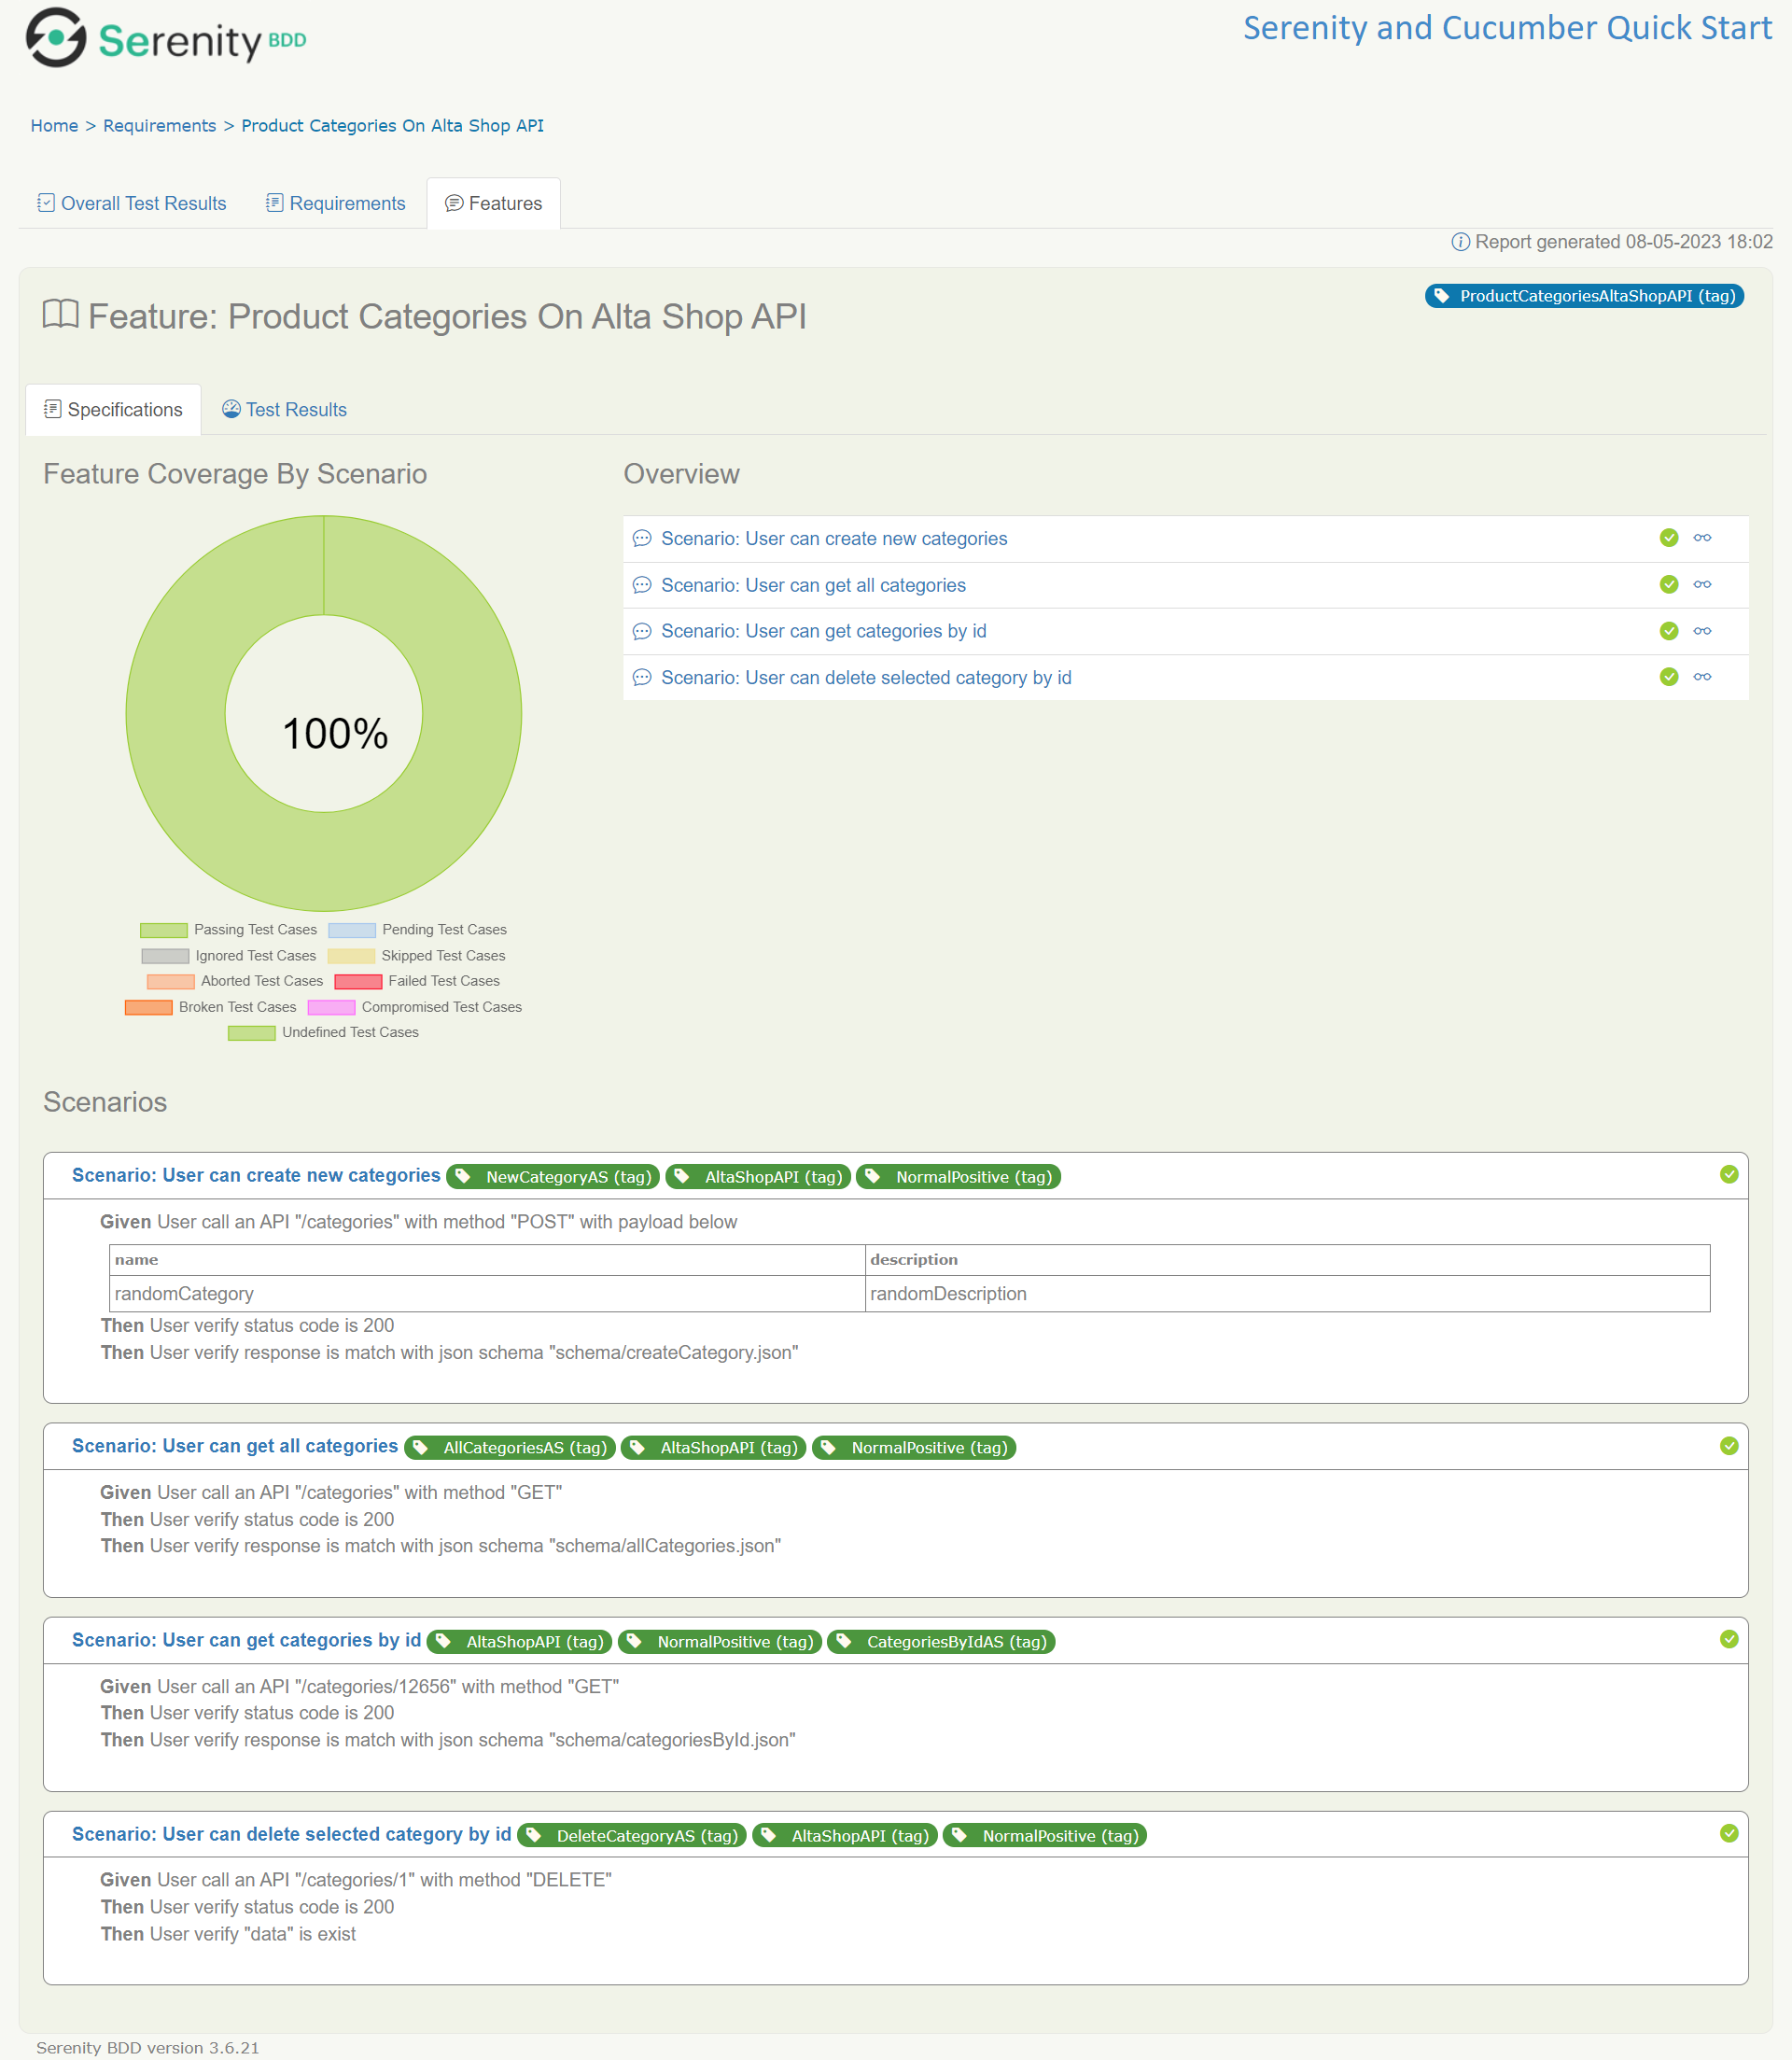 Serenity BDD
Serenity and Cucumber Quick Start
Home > Requirements > Product Categories On Alta Shop API
Overall Test Results Requirements Features
Report generated 08-05-2023 18:02
Feature: Product Categories On Alta Shop API
ProductCategoriesAltaShopAPI (tag)
Specifications Test Results
Feature Coverage By Scenario
100%
Passing Test Cases Pending Test Cases
Ignored Test Cases Skipped Test Cases
Aborted Test Cases Failed Test Cases
Broken Test Cases Compromised Test Cases
Undefined Test Cases
Overview
Scenario: User can create new categories
Scenario: User can get all categories
Scenario: User can get categories by id
Scenario: User can delete selected category by id
Scenarios
Scenario: User can create new categories NewCategoryAS (tag) AltaShopAPI (tag) NormalPositive (tag)
Given User call an API "/categories" with method "POST" with payload below
name description
randomCategory randomDescription
Then User verify status code is 200
Then User verify response is match with json schema "schema/createCategory.json"
Scenario: User can get all categories AllCategoriesAS (tag) AltaShopAPI (tag) NormalPositive (tag)
Given User call an API "/categories" with method "GET"
Then User verify status code is 200
Then User verify response is match with json schema "schema/allCategories.json"
Scenario: User can get categories by id AltaShopAPI (tag) NormalPositive (tag) CategoriesByIdAS (tag)
Given User call an API "/categories/12656" with method "GET"
Then User verify status code is 200
Then User verify response is match with json schema "schema/categoriesById.json"
Scenario: User can delete selected category by id DeleteCategoryAS (tag) AltaShopAPI (tag) NormalPositive (tag)
Given User call an API "/categories/1" with method "DELETE"
Then User verify status code is 200
Then User verify "data" is exist
Serenity BDD version 3.6.21